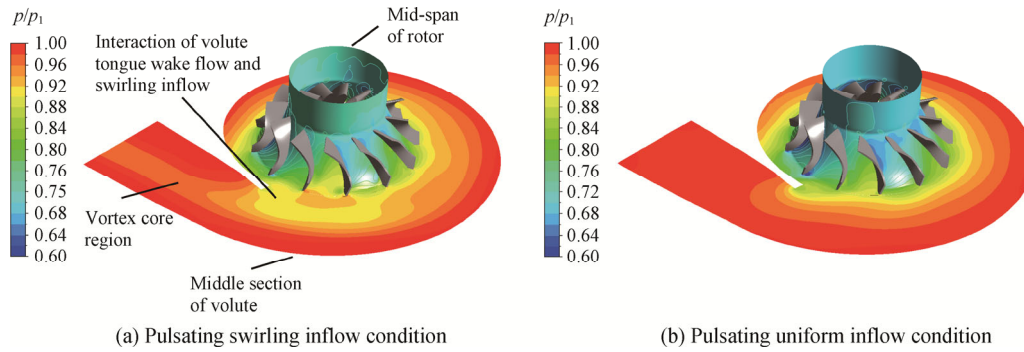 p/p1
1.00
0.96
0.92
0.88
0.84
0.80
0.76
0.75
0.68
0.64
0.60
Interaction of volute
tongue wake flow and
swirling inflow
Mid-span
of rotor
Vortex core
region
Middle section
of volute
(a) Pulsating swirling inflow condition
p/p1
1.00
0.96
0.92
0.88
0.84
0.80
0.76
0.72
0.68
0.64
0.60
(b) Pulsating uniform inflow condition